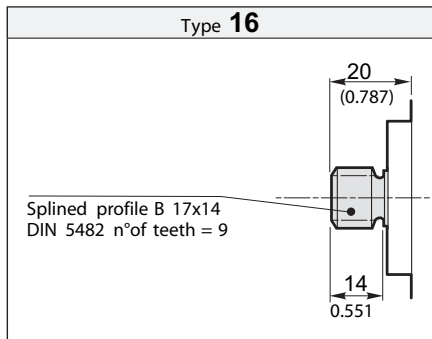 Type 16
20
(0.787)
Splined profile B 17x14
DIN 5482 n°of teeth = 9
14
0.551